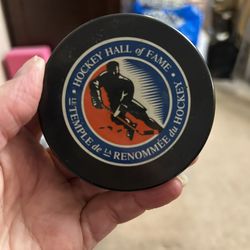 HOCKEY HALL of FAME
LE TEMPLE de LA RENOMMÉE du HOCKEY